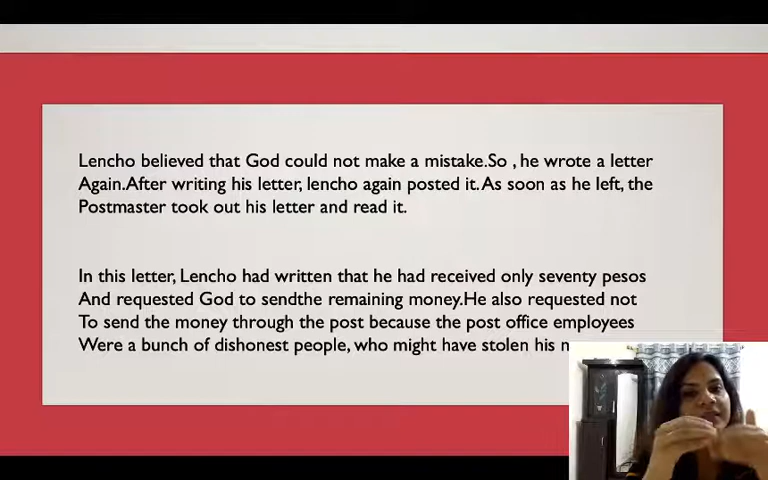 Lencho believed that God could not make a mistake.So , he wrote a letter
Again.After writing his letter, lencho again posted it. As soon as he left, the
Postmaster took out his letter and read it.
In this letter, Lencho had written that he had received only seventy pesos
And requested God to sendthe remaining money.He also requested not
To send the money through the post because the post office employees
Were a bunch of dishonest people, who might have stolen his